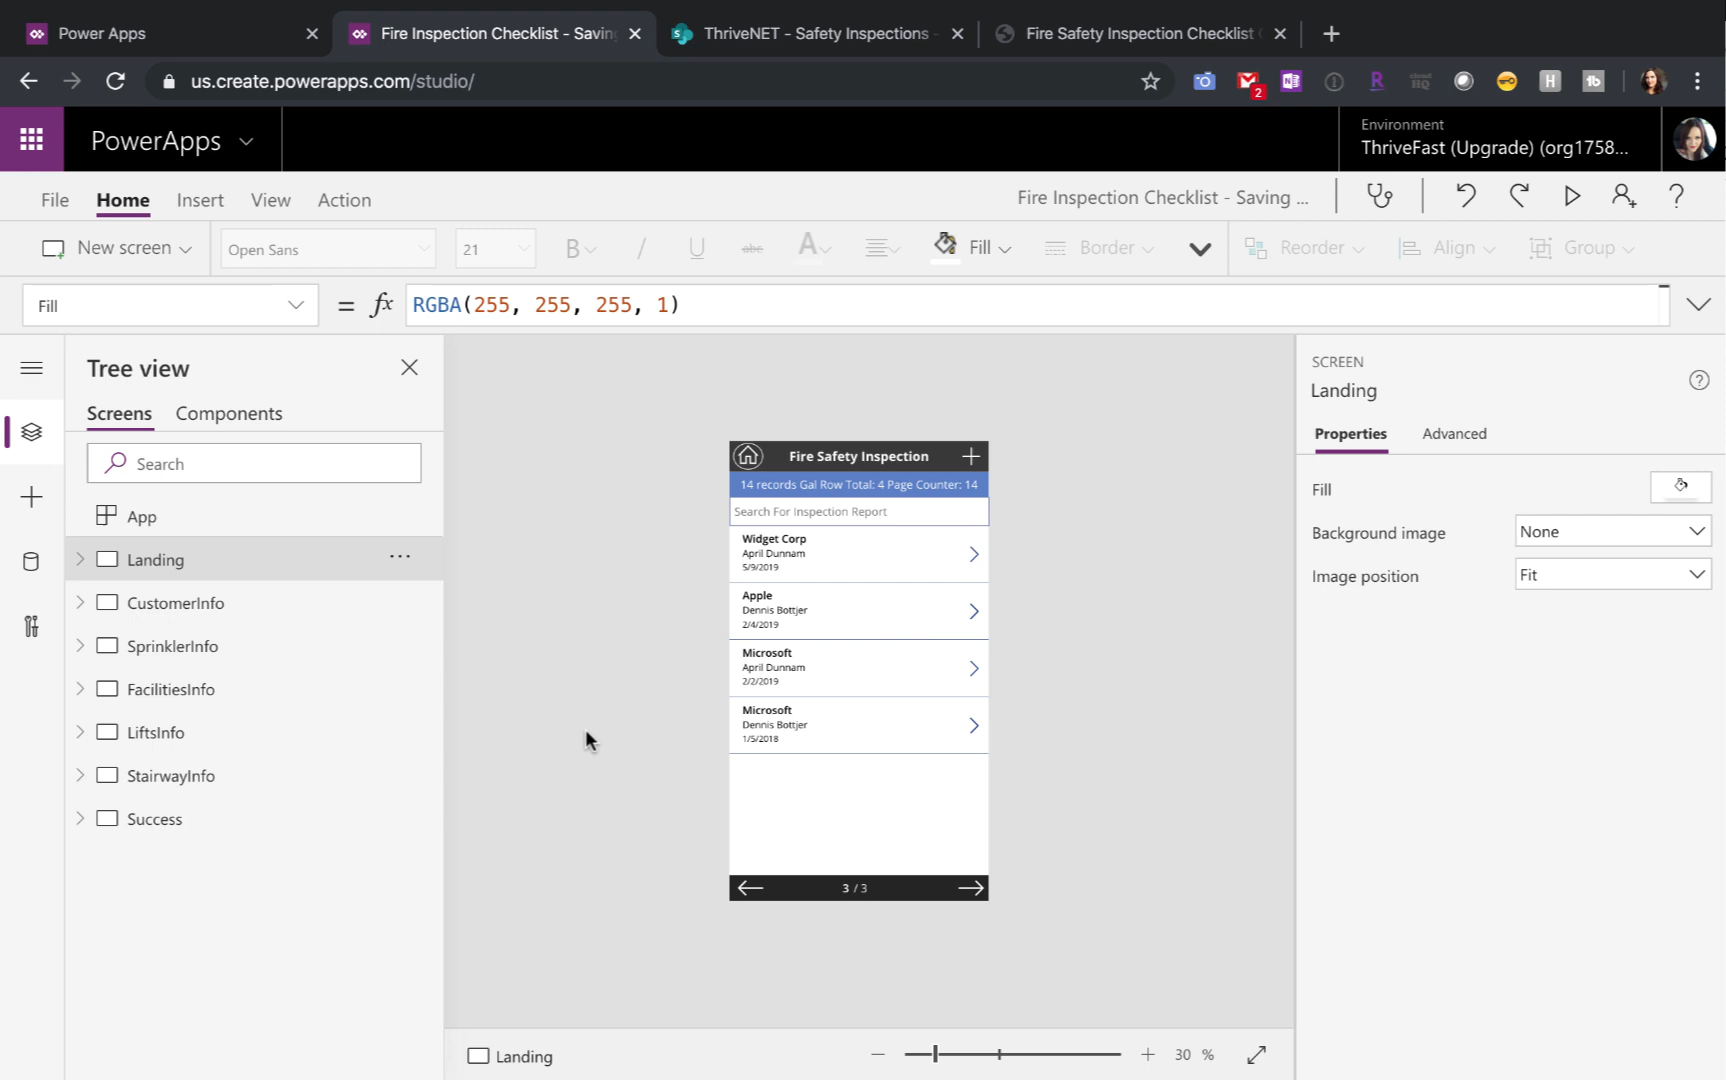 Power Apps
Fire Inspection Checklist - Savin
ThriveNET - Safety Inspections -
Fire Safety Inspection Checklist
us.create.powerapps.com/studio/
2
PowerApps
Environment
ThriveFast (Upgrade) (org1758...
File Home Insert View Action
Fire Inspection Checklist - Saving ...
New screen
Open Sans
21
B / U abc A
Fill
Border
Reorder
Align
Group
Fill
= fx RGBA(255, 255, 255, 1)
Tree view
Screens Components
Search
App
Landing
CustomerInfo
SprinklerInfo
FacilitiesInfo
LiftsInfo
StairwayInfo
Success
Fire Safety Inspection
14 records Gal Row Total: 4 Page Counter: 14
Search For Inspection Report
Widget Corp
April Dunnam
5/9/2019
Apple
Dennis Bottjer
2/4/2019
Microsoft
April Dunnam
2/2/2019
Microsoft
Dennis Bottjer
1/5/2018
3 / 3
Landing
30 %
SCREEN
Landing
Properties Advanced
Fill
Background image None
Image position Fit